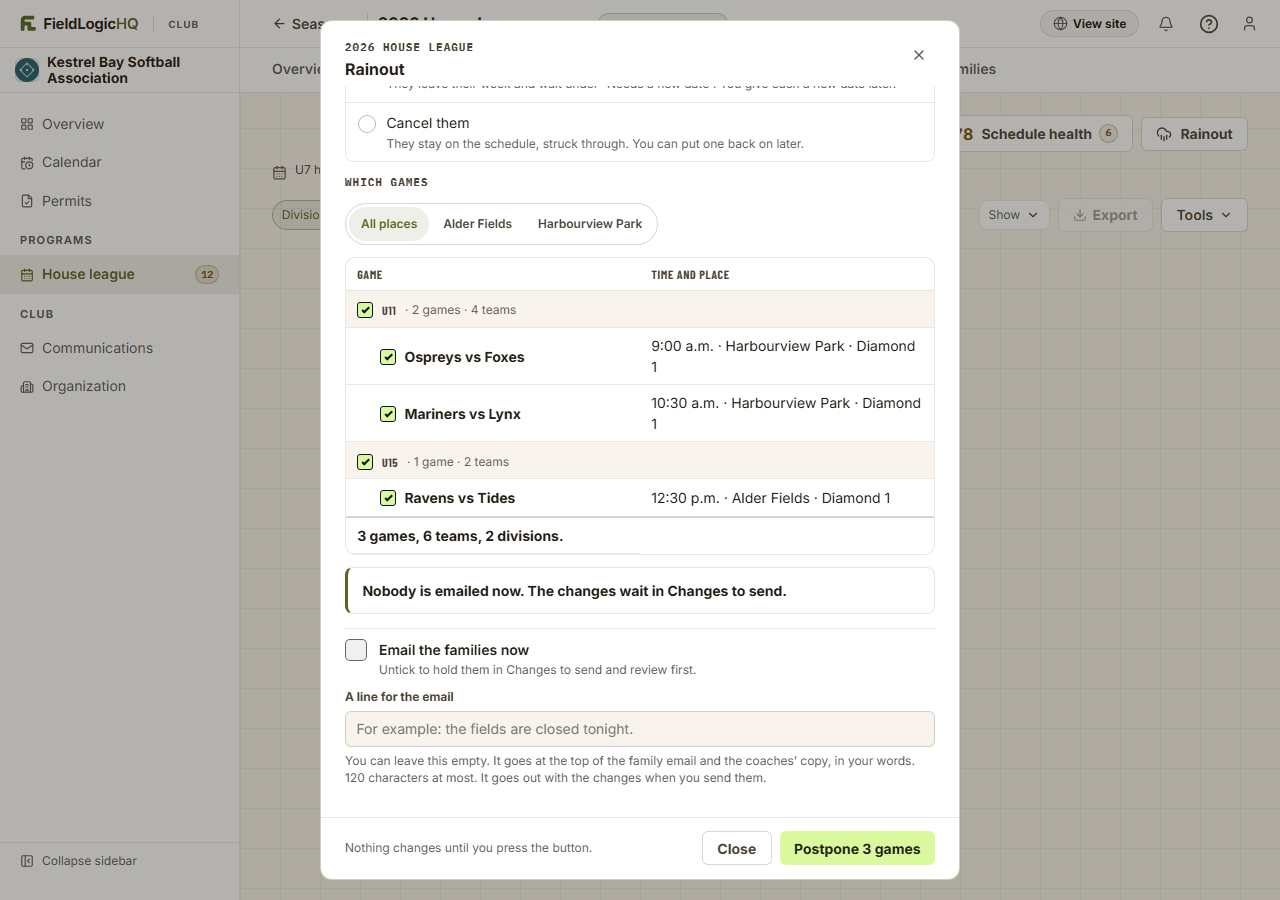 FieldLogicHQ CLUB
Kestrel Bay Softball
Association
Overview
Calendar
Permits
PROGRAMS
House league 12
CLUB
Communications
Organization
Collapse sidebar
View site
Schedule health 6
Rainout
U7
Show
Export
Tools
2026 HOUSE LEAGUE
Rainout
Cancel them
They stay on the schedule, struck through. You can put one back on later.
WHICH GAMES
All places
Alder Fields
Harbourview Park
GAME TIME AND PLACE
U11 · 2 games · 4 teams
Ospreys vs Foxes 9:00 a.m. · Harbourview Park · Diamond
1
Mariners vs Lynx 10:30 a.m. · Harbourview Park · Diamond
1
U15 · 1 game · 2 teams
Ravens vs Tides 12:30 p.m. · Alder Fields · Diamond 1
3 games, 6 teams, 2 divisions.
Nobody is emailed now. The changes wait in Changes to send.
Email the families now
Untick to hold them in Changes to send and review first.
A line for the email
For example: the fields are closed tonight.
You can leave this empty. It goes at the top of the family email and the coaches’ copy, in your words.
120 characters at most. It goes out with the changes when you send them.
Nothing changes until you press the button.
Close
Postpone 3 games